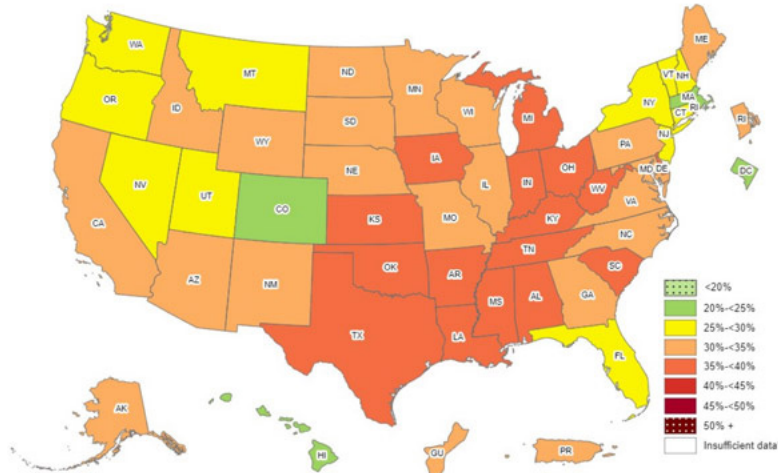 ME
WA
MT
ND
MN
VT
NH
OR
ID
WI
NY
MA
RI
SD
MI
CT
RI
WY
PA
NJ
IA
NE
OH
MD
DE
DC
NV
UT
IL
IN
WV
VA
CO
CA
KS
MO
KY
NC
TN
OK
AZ
NM
AR
SC
MS
AL
GA
TX
LA
FL
AK
HI
GU
PR
<20%
20%-<25%
25%-<30%
30%-<35%
35%-<40%
40%-<45%
45%-<50%
50% +
Insufficient data